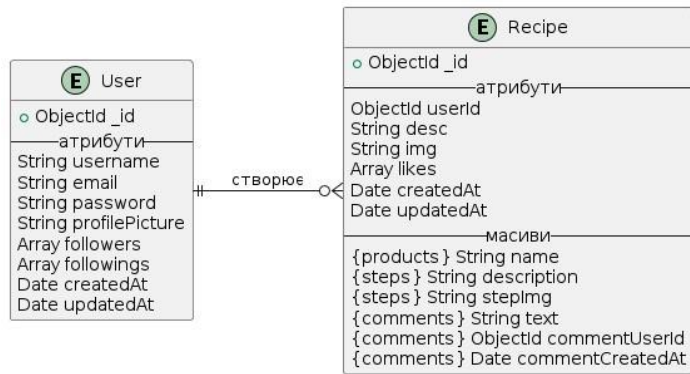 E User
ObjectId _id
атрибути
String username
String email
String password
String profilePicture
Array followers
Array followings
Date createdAt
Date updatedAt
створює
E Recipe
ObjectId _id
атрибути
ObjectId userId
String desc
String img
Array likes
Date createdAt
Date updatedAt
масиви
{products} String name
{steps} String description
{steps} String stepImg
{comments} String text
{comments} ObjectId commentUserId
{comments} Date commentCreatedAt